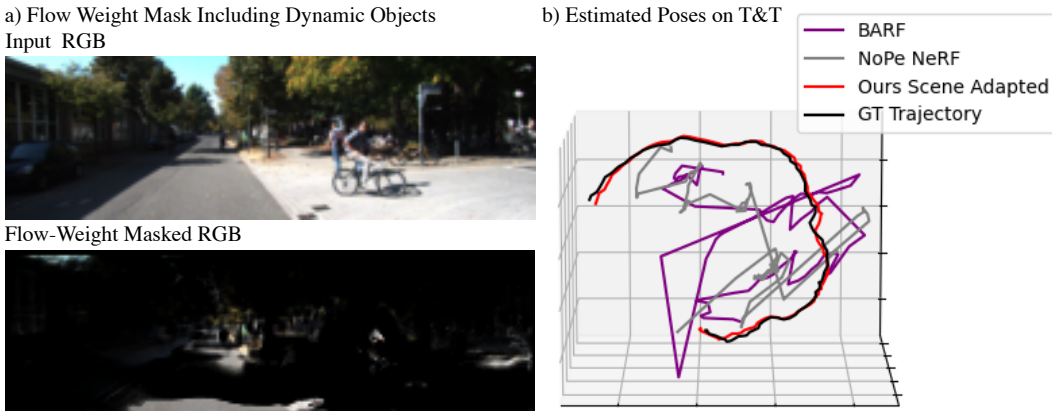 a) Flow Weight Mask Including Dynamic Objects
Input RGB
Flow-Weight Masked RGB
b) Estimated Poses on T&T
BARF
NoPe NeRF
Ours Scene Adapted
GT Trajectory